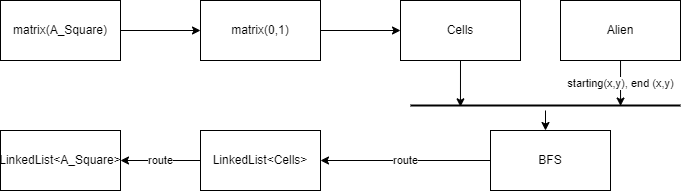 matrix(A_Square)
matrix(0,1)
Cells
Alien
starting(x,y), end (x,y)
LinkedList<A_Square>
route
LinkedList<Cells>
route
BFS